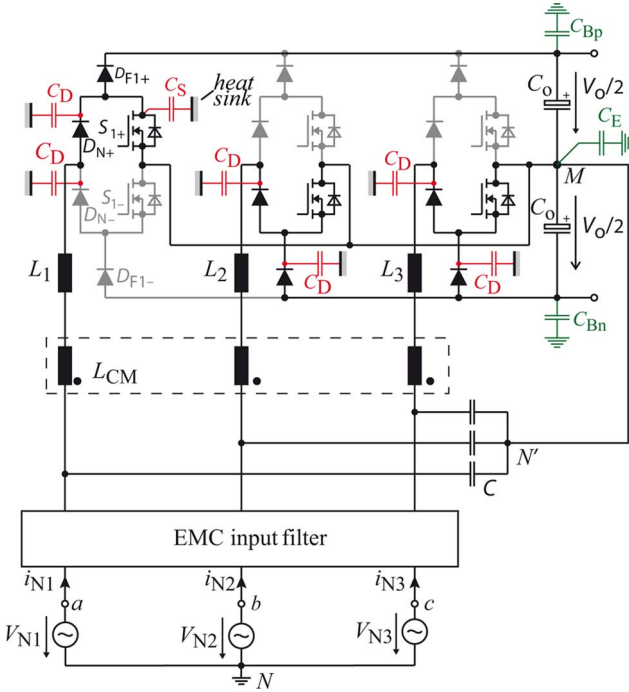 C_Bp
D_F1+
C_D
C_S
heat
sink
C_o
+
V_o/2
C_E
S_1+
D_N+
C_D
C_D
C_D
M
D_N−
S_1−
C_o
+
V_o/2
L_1
D_F1−
L_2
C_D
L_3
C_D
C_Bn
L_CM
N'
C
EMC input filter
i_N1
i_N2
i_N3
a
b
c
V_N1
V_N2
V_N3
N